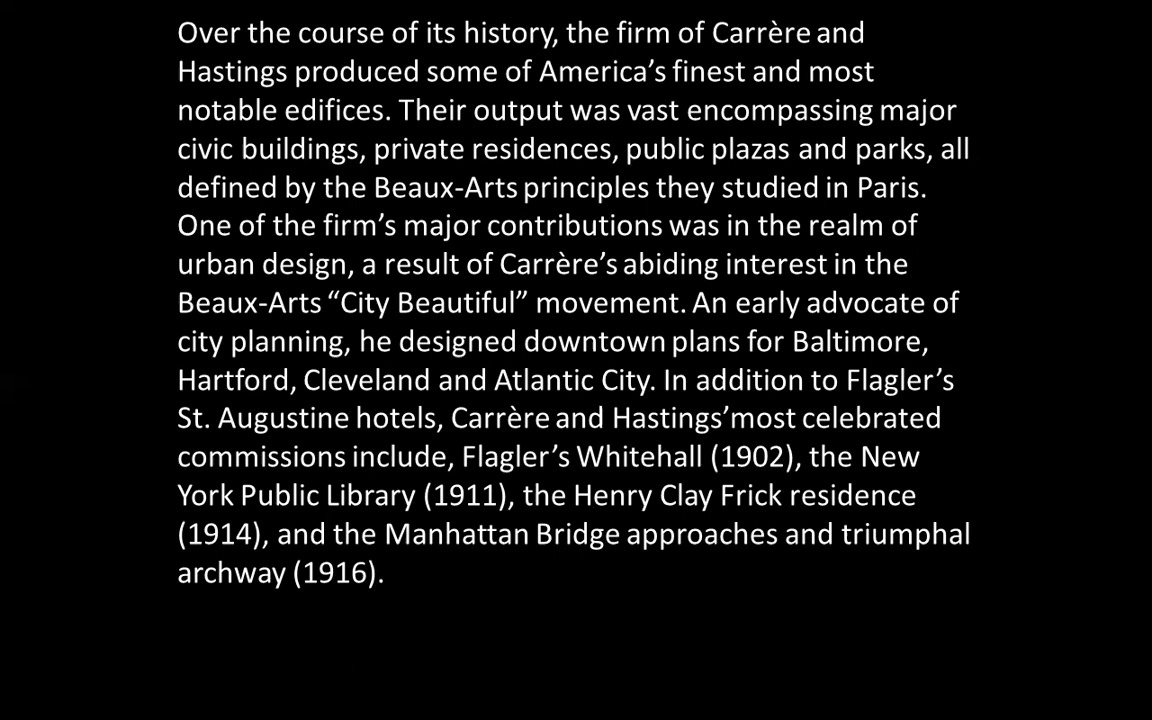 Over the course of its history, the firm of Carrère and
Hastings produced some of America’s finest and most
notable edifices. Their output was vast encompassing major
civic buildings, private residences, public plazas and parks, all
defined by the Beaux-Arts principles they studied in Paris.
One of the firm’s major contributions was in the realm of
urban design, a result of Carrère’s abiding interest in the
Beaux-Arts “City Beautiful” movement. An early advocate of
city planning, he designed downtown plans for Baltimore,
Hartford, Cleveland and Atlantic City. In addition to Flagler’s
St. Augustine hotels, Carrère and Hastings’most celebrated
commissions include, Flagler’s Whitehall (1902), the New
York Public Library (1911), the Henry Clay Frick residence
(1914), and the Manhattan Bridge approaches and triumphal
archway (1916).